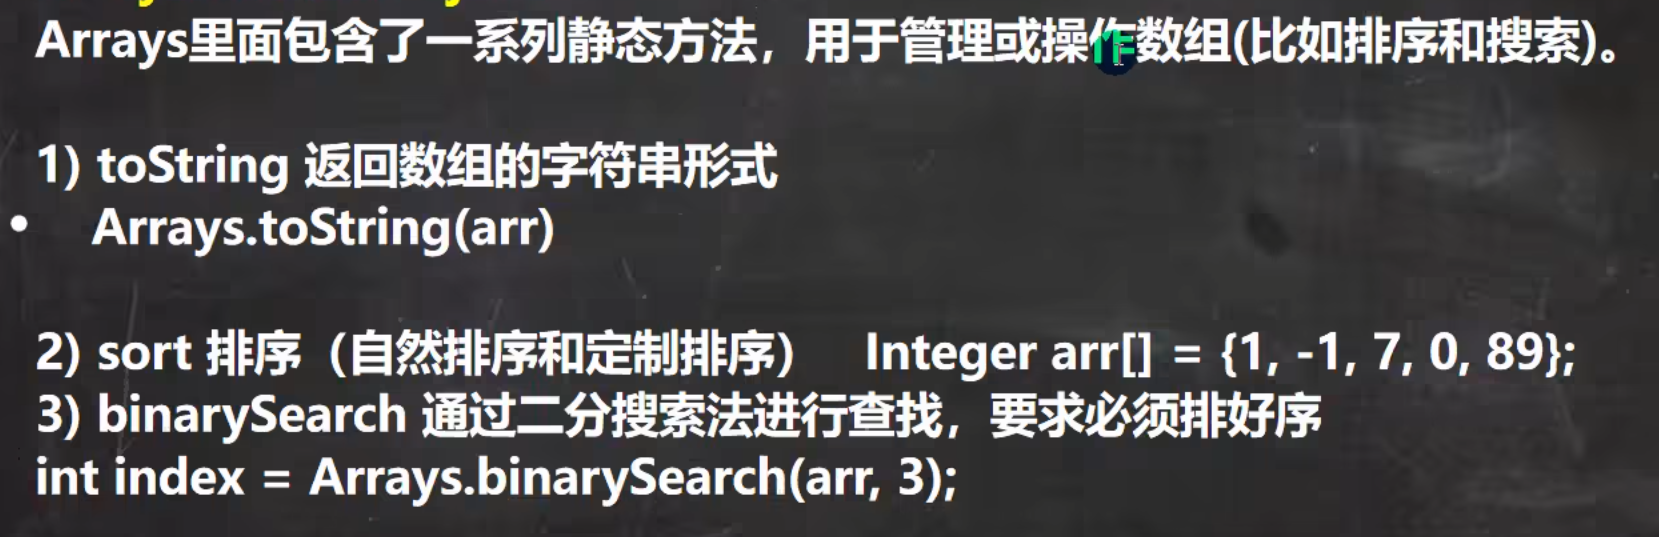 Arrays里面包含了一系列静态方法，用于管理或操作数组(比如排序和搜索)。
1) toString 返回数组的字符串形式
• Arrays.toString(arr)
2) sort 排序（自然排序和定制排序） Integer arr[] = {1, -1, 7, 0, 89};
3) binarySearch 通过二分搜索法进行查找，要求必须排好序
int index = Arrays.binarySearch(arr, 3);